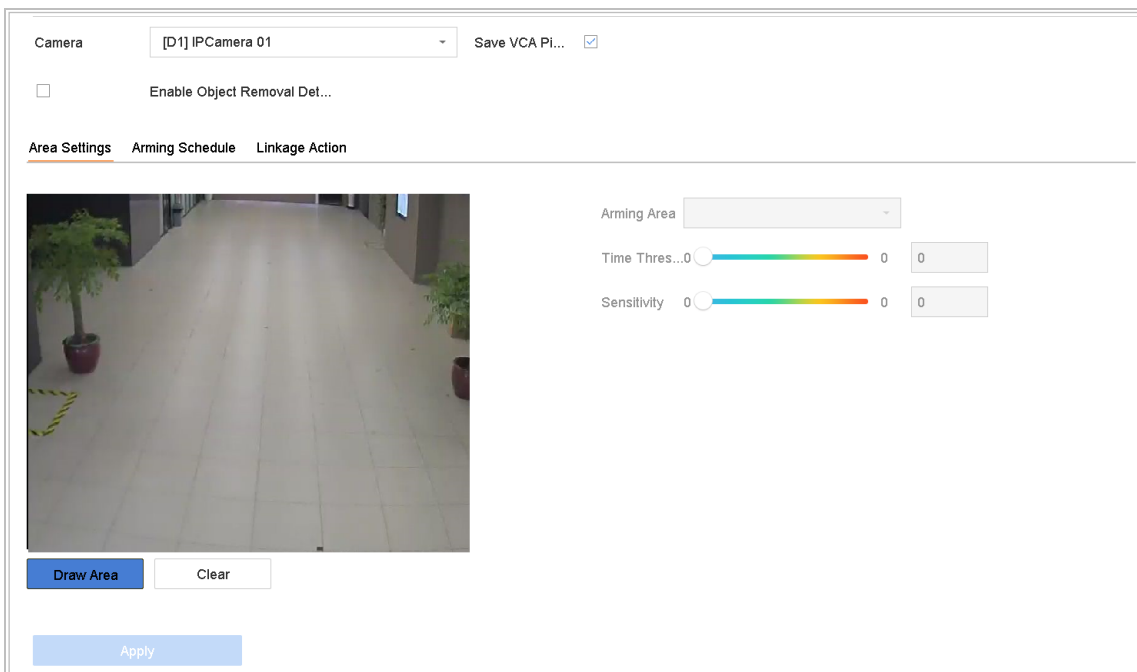 Camera [D1] IPCamera 01 Save VCA Pi...
Enable Object Removal Det...
Area Settings Arming Schedule Linkage Action
Arming Area
Time Thres...0 0 0
Sensitivity 0 0 0
Draw Area Clear
Apply